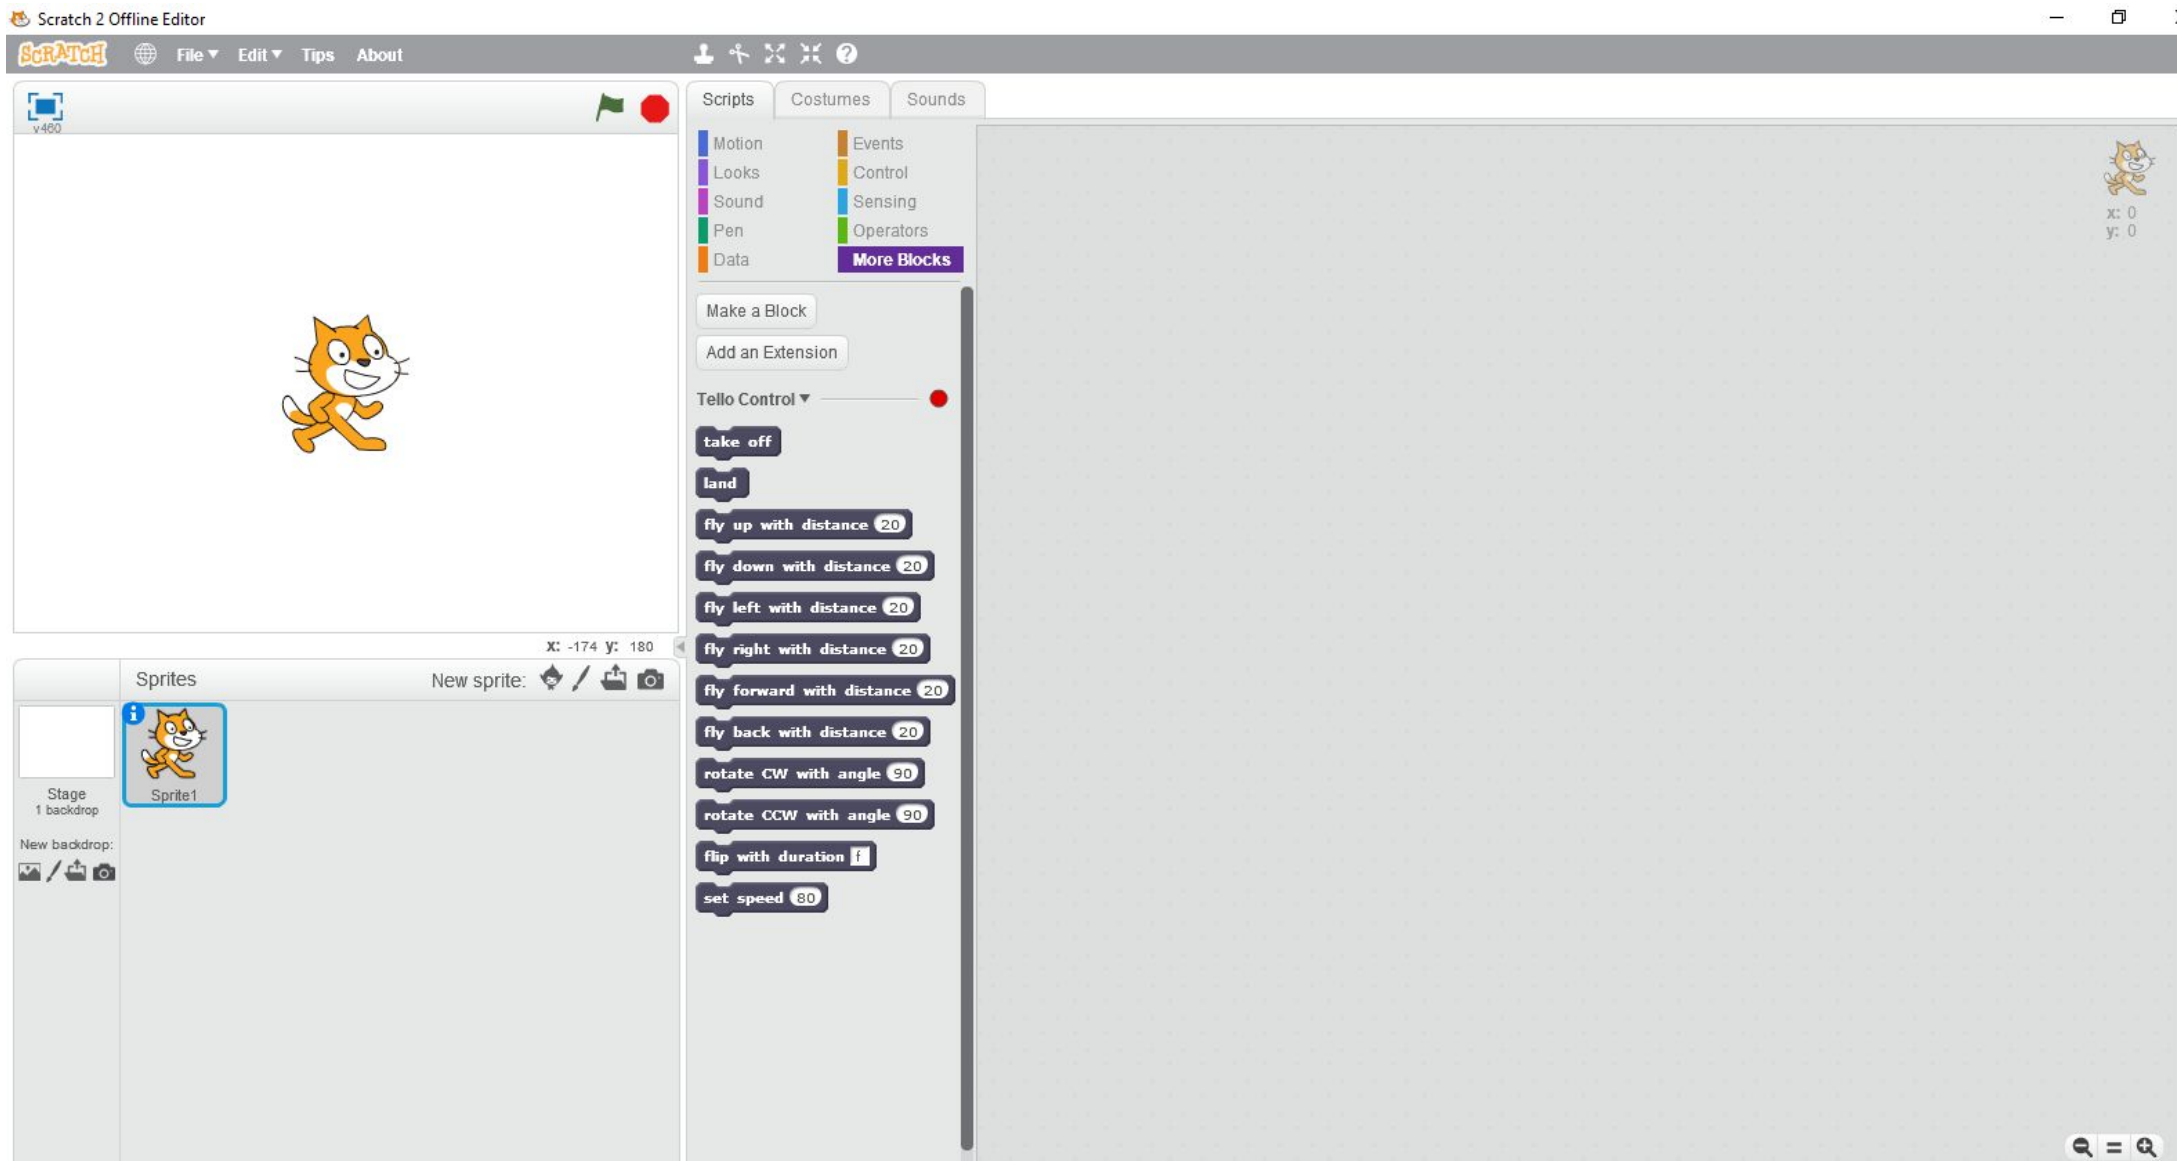 Scratch 2 Offline Editor
SCRATCH File Edit Tips About
v460
Scripts Costumes Sounds
Motion Events
Looks Control
Sound Sensing
Pen Operators
Data More Blocks
x: 0
y: 0
Make a Block
Add an Extension
Tello Control
take off
land
fly up with distance 20
fly down with distance 20
fly left with distance 20
fly right with distance 20
fly forward with distance 20
fly back with distance 20
rotate CW with angle 90
rotate CCW with angle 90
flip with duration f
set speed 80
X: -174 y: 180
Sprites New sprite:
Stage
1 backdrop
New backdrop:
Sprite1